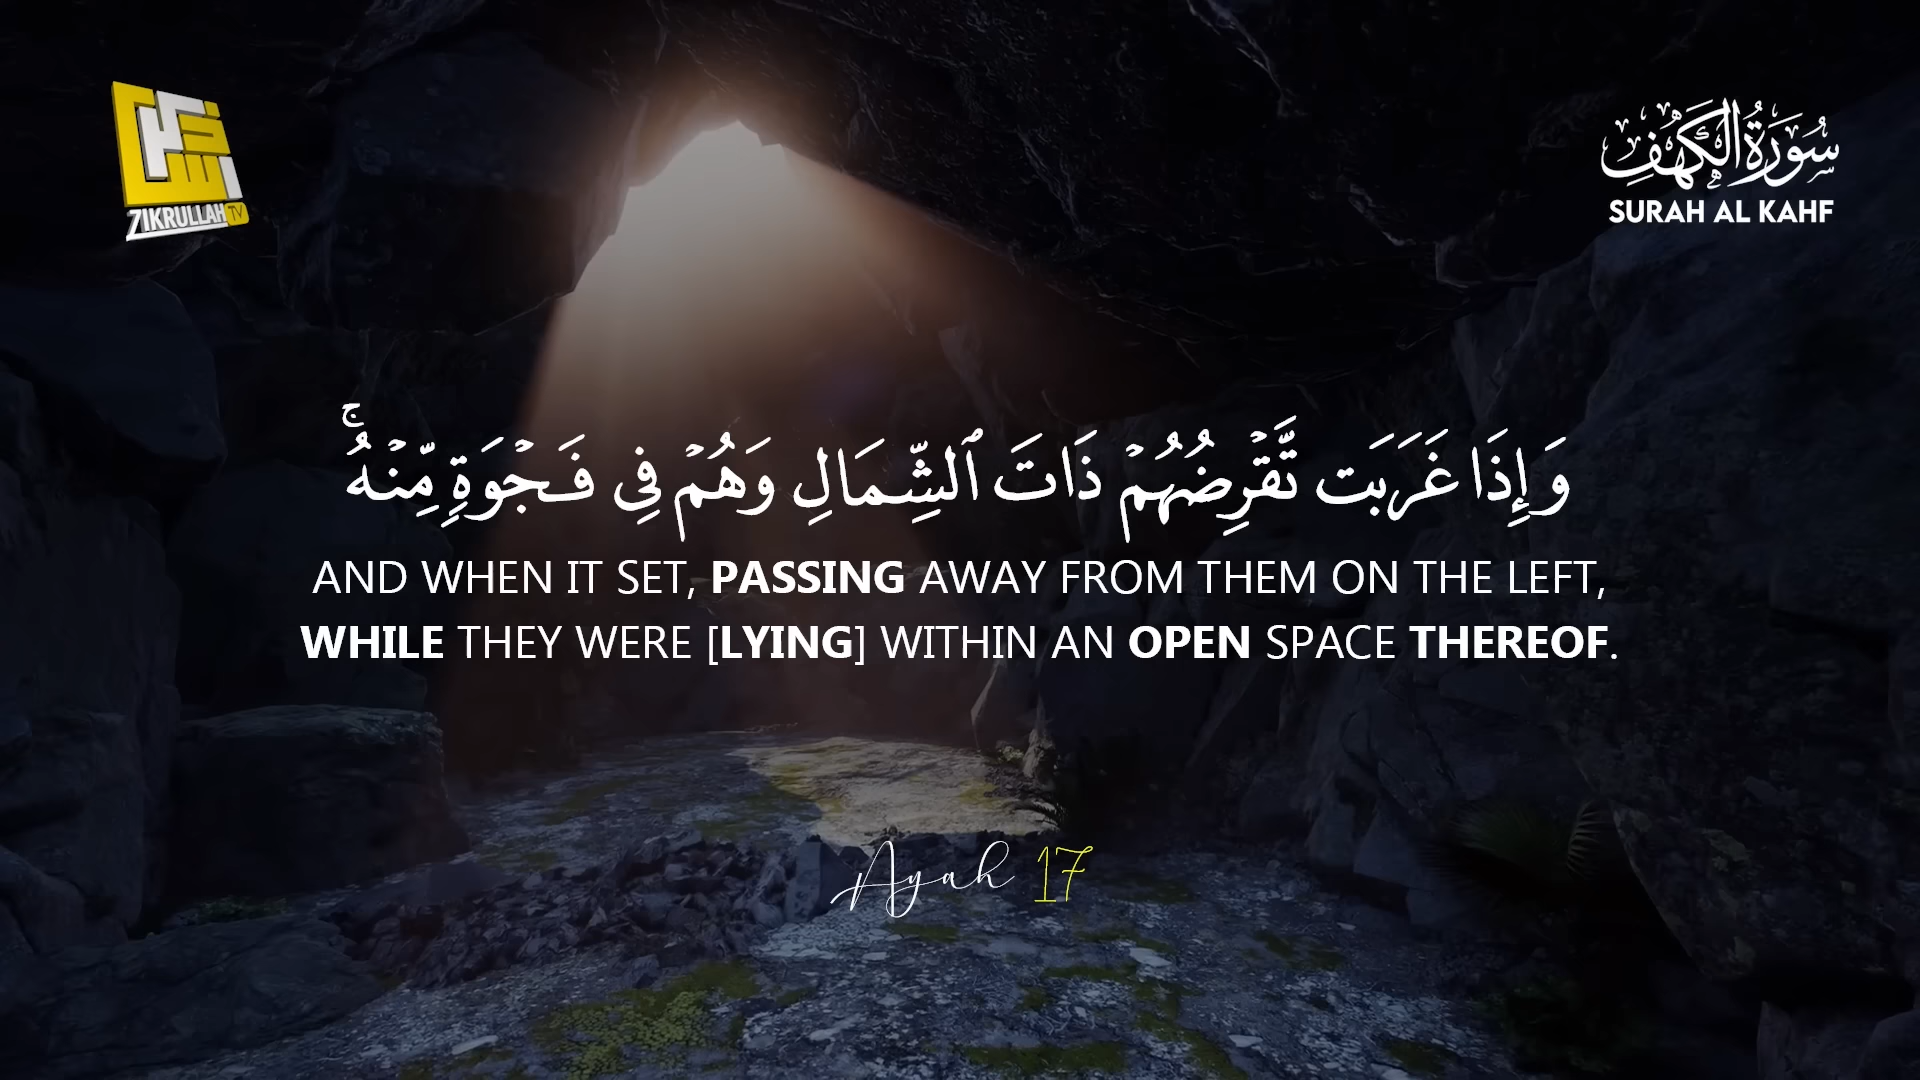 ZIKRULLAH TV
سُورَةُ الكَهْفِ
SURAH AL KAHF
وَإِذَا غَرَبَت تَّقْرِضُهُمْ ذَاتَ ٱلشِّمَالِ وَهُمْ فِى فَجْوَةٍ مِّنْهُ ۚ
AND WHEN IT SET, PASSING AWAY FROM THEM ON THE LEFT,
WHILE THEY WERE [LYING] WITHIN AN OPEN SPACE THEREOF.
Ayah 17